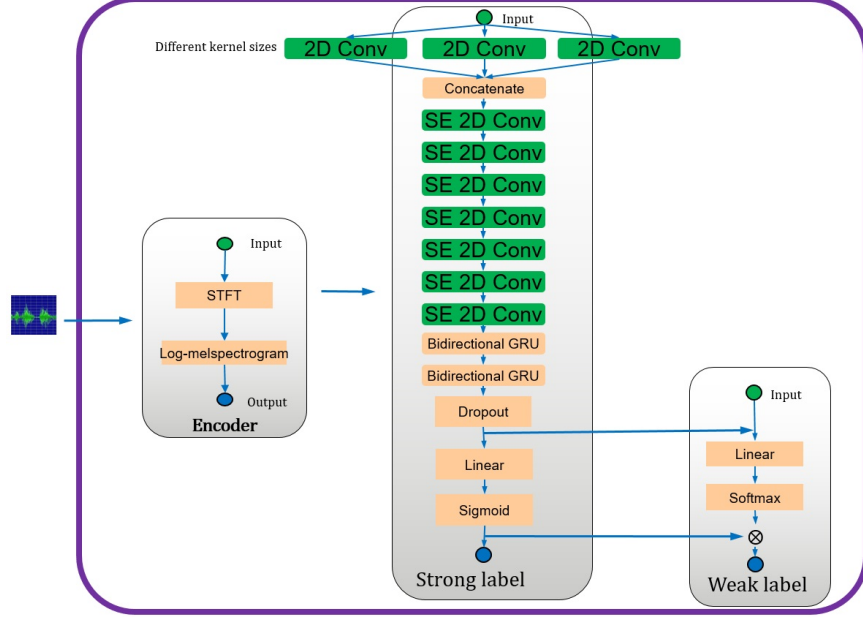 Input
Different kernel sizes
2D Conv
2D Conv
2D Conv
Concatenate
SE 2D Conv
SE 2D Conv
SE 2D Conv
SE 2D Conv
SE 2D Conv
SE 2D Conv
SE 2D Conv
Bidirectional GRU
Bidirectional GRU
Dropout
Linear
Sigmoid
Strong label
Input
STFT
Log-melspectrogram
Output
Encoder
Input
Linear
Softmax
Weak label